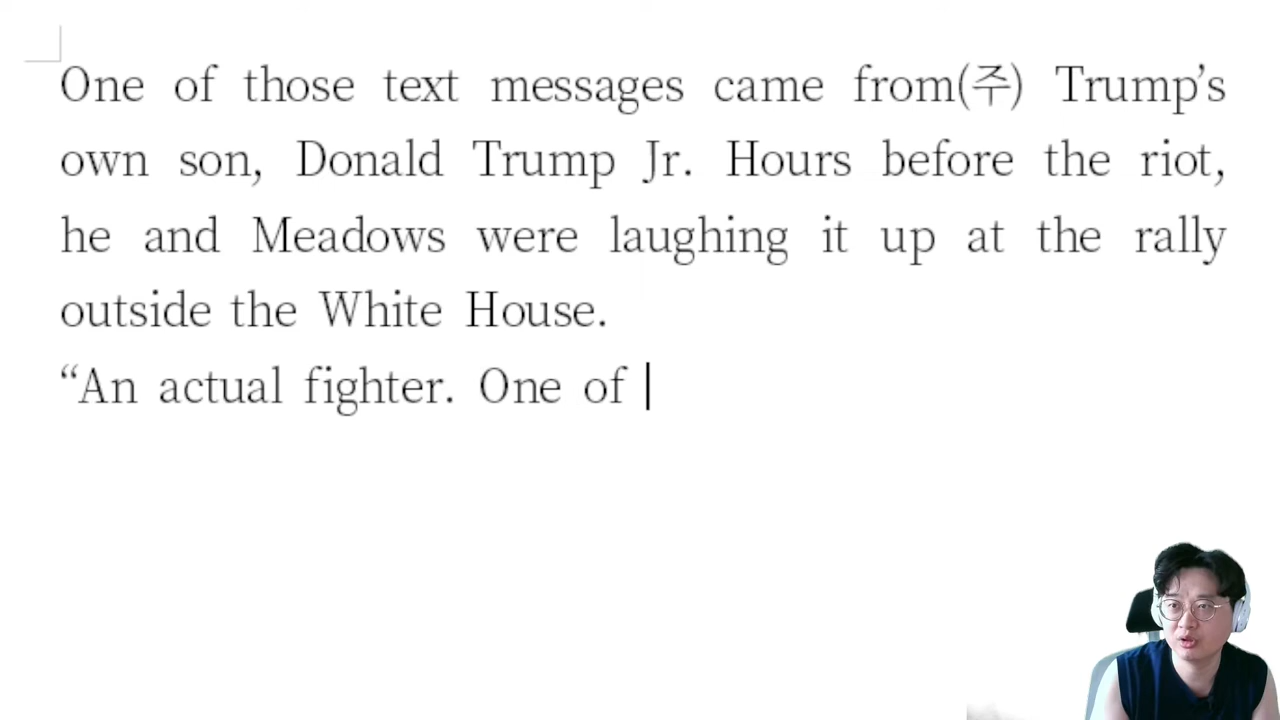 One of those text messages came from(주) Trump’s
own son, Donald Trump Jr. Hours before the riot,
he and Meadows were laughing it up at the rally
outside the White House.
“An actual fighter. One of